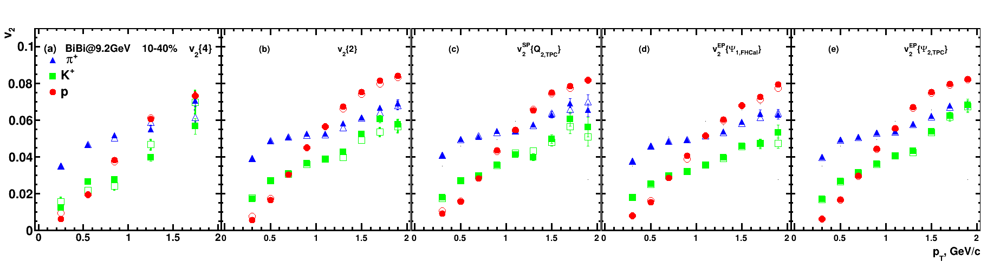 v2
0.1
0.08
0.06
0.04
0.02
0
(a) BiBi@9.2GeV 10-40% v2{4}
π+
K+
p
(b) v2{2}
(c) v2SP{Q2,TPC}
(d) v2EP{Ψ1,FHCal}
(e) v2EP{Ψ2,TPC}
0 0.5 1 1.5 2
0 0.5 1 1.5 2
0 0.5 1 1.5 2
0 0.5 1 1.5 2
0 0.5 1 1.5 2
pT, GeV/c